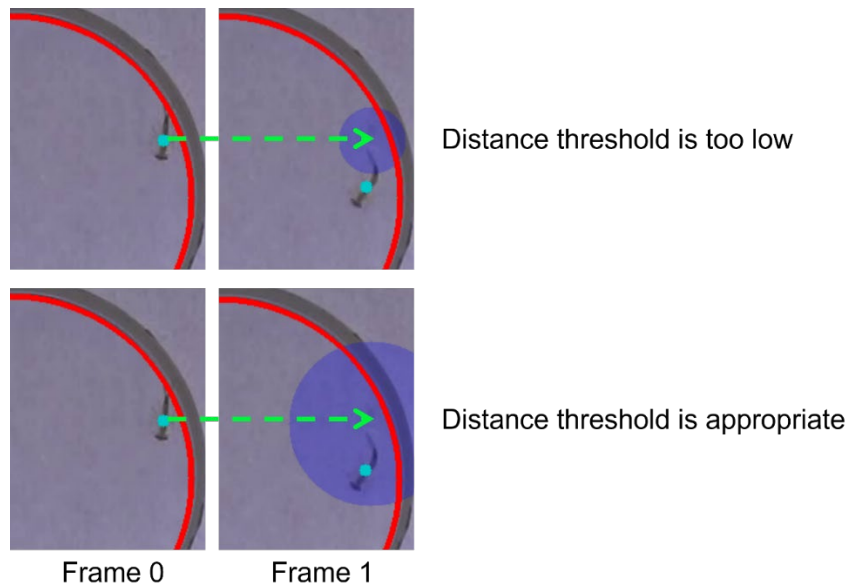 Distance threshold is too low
Distance threshold is appropriate
Frame 0
Frame 1